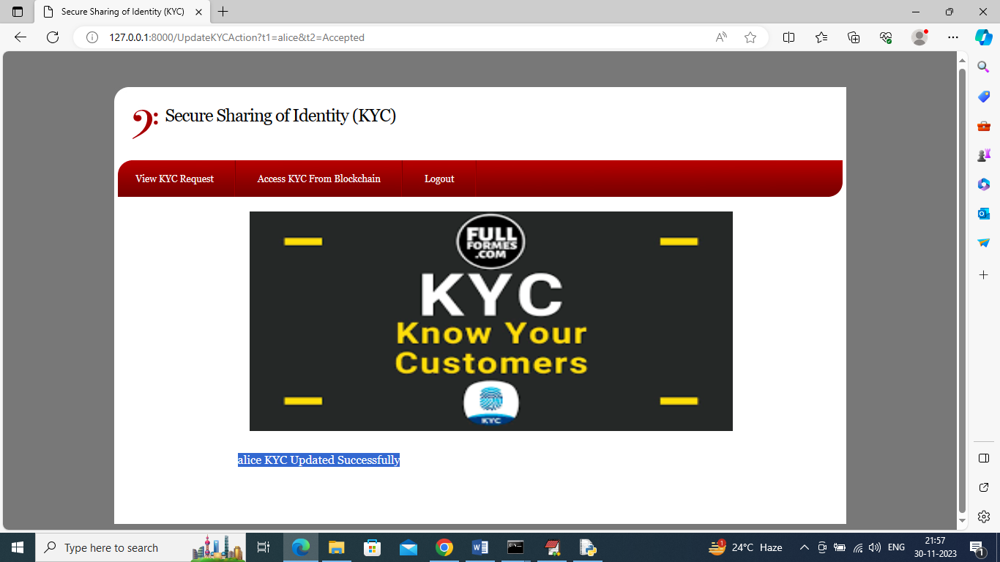 Secure Sharing of Identity (KYC)
127.0.0.1:8000/UpdateKYCAction?t1=alice&t2=Accepted
Secure Sharing of Identity (KYC)
View KYC Request
Access KYC From Blockchain
Logout
FULL
FORMES
.COM
KYC
Know Your
Customers
KYC
alice KYC Updated Successfully
Type here to search
1
24°C Haze
ENG
21:57
30-11-2023
1